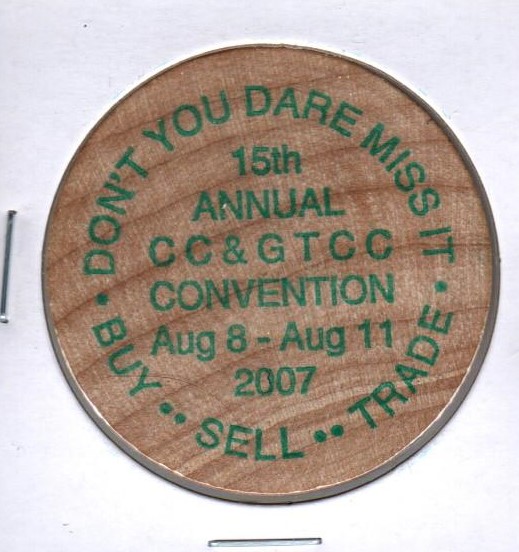 DON'T YOU DARE MISS IT
15th
ANNUAL
CC&GTCC
CONVENTION
Aug 8 - Aug 11
2007
• BUY •• SELL •• TRADE •